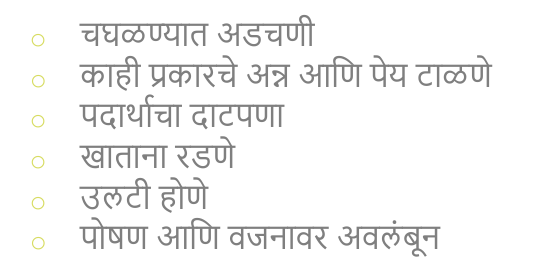 चघळण्यात अडचणी
काही प्रकारचे अन्न आणि पेय टाळणे
पदार्थाचा दाटपणा
खाताना रडणे
उलटी होणे
पोषण आणि वजनावर अवलंबून